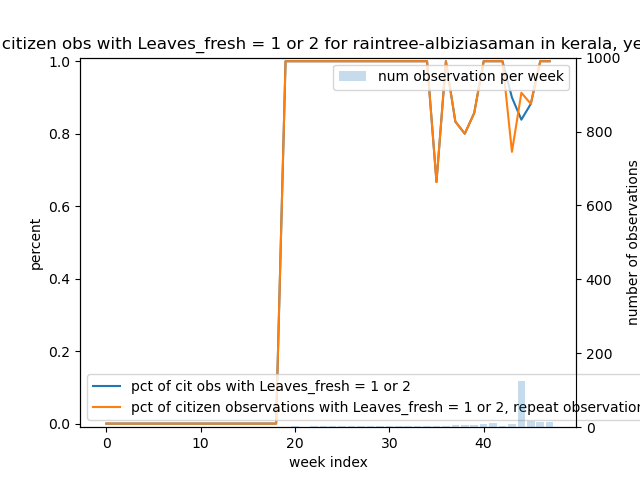 citizen obs with Leaves_fresh = 1 or 2 for raintree-albiziasaman in kerala, ye
num observation per week
1.0
0.8
0.6
0.4
0.2
0.0
percent
1000
800
600
400
200
0
number of observations
pct of cit obs with Leaves_fresh = 1 or 2
pct of citizen observations with Leaves_fresh = 1 or 2, repeat observation
0 10 20 30 40
week index